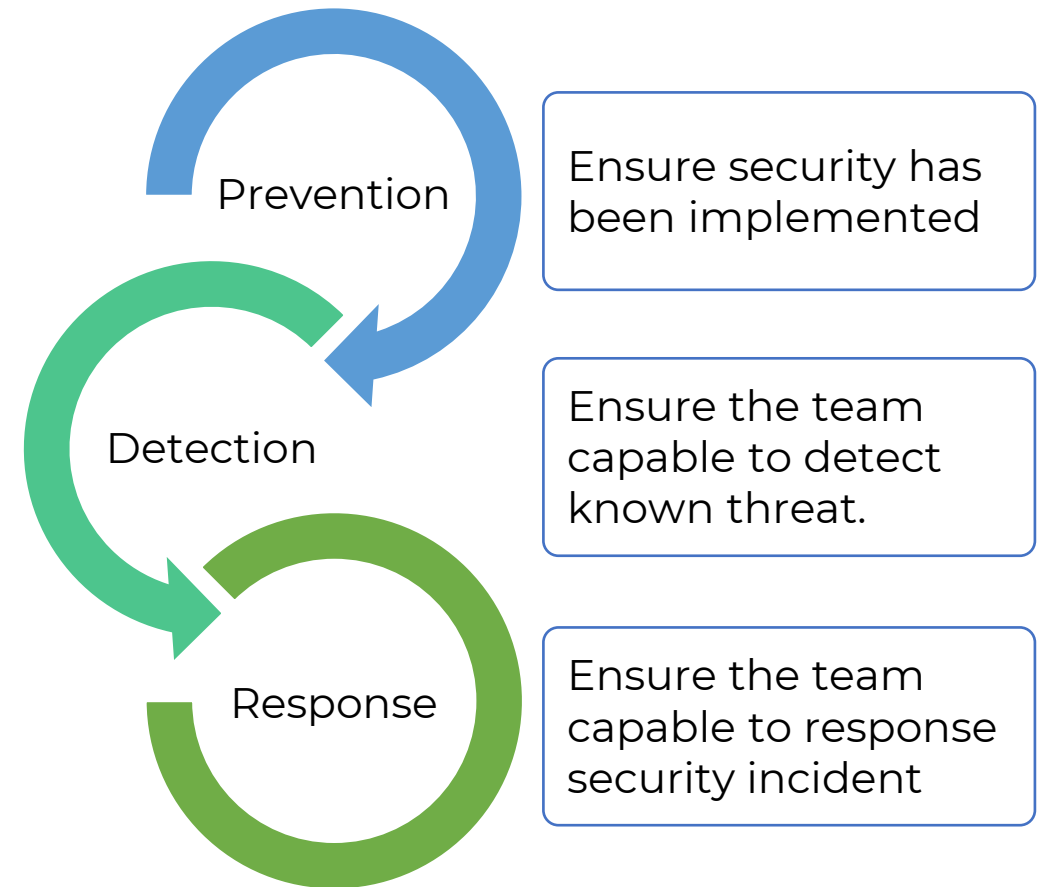 Prevention
Ensure security has
been implemented
Detection
Ensure the team
capable to detect
known threat.
Response
Ensure the team
capable to response
security incident